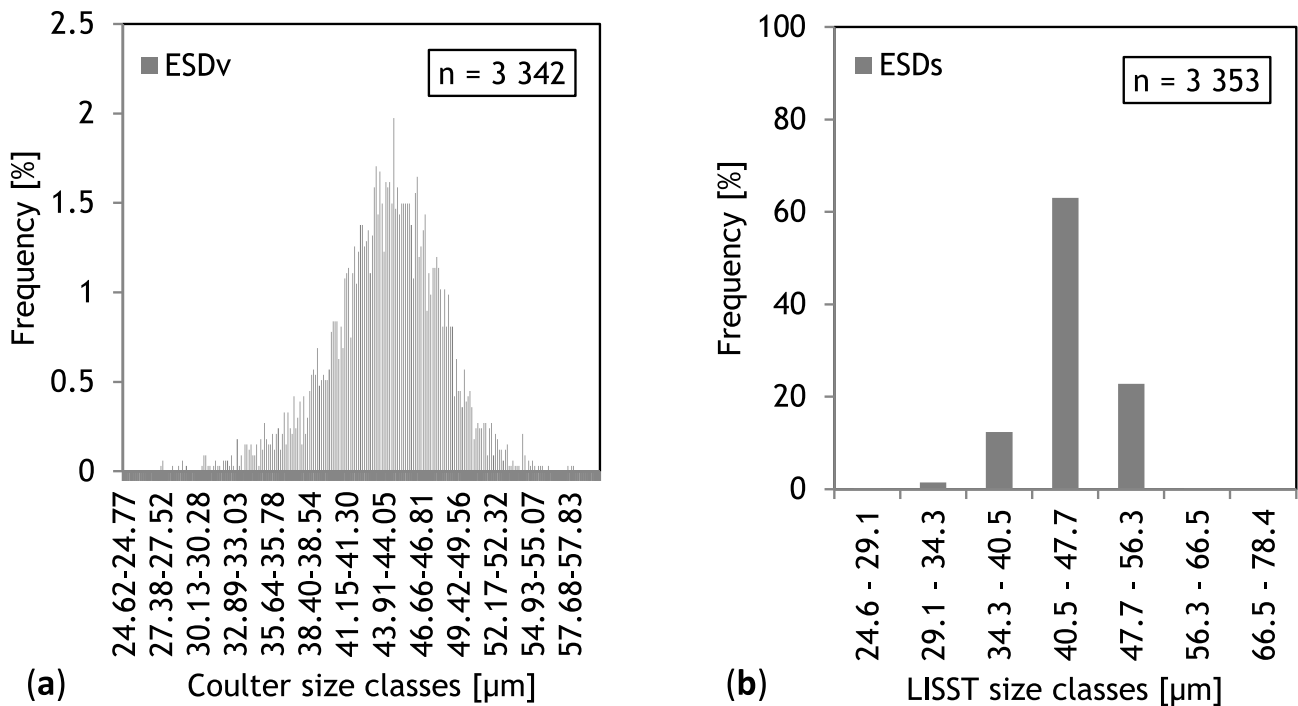 2.5
2
1.5
1
0.5
0
Frequency [%]
ESDv
n = 3 342
24.62-24.77
27.38-27.52
30.13-30.28
32.89-33.03
35.64-35.78
38.40-38.54
41.15-41.30
43.91-44.05
46.66-46.81
49.42-49.56
52.17-52.32
54.93-55.07
57.68-57.83
(a)
Coulter size classes [µm]
100
80
60
40
20
0
Frequency [%]
ESDs
n = 3 353
24.6 - 29.1
29.1 - 34.3
34.3 - 40.5
40.5 - 47.7
47.7 - 56.3
56.3 - 66.5
66.5 - 78.4
(b)
LISST size classes [µm]